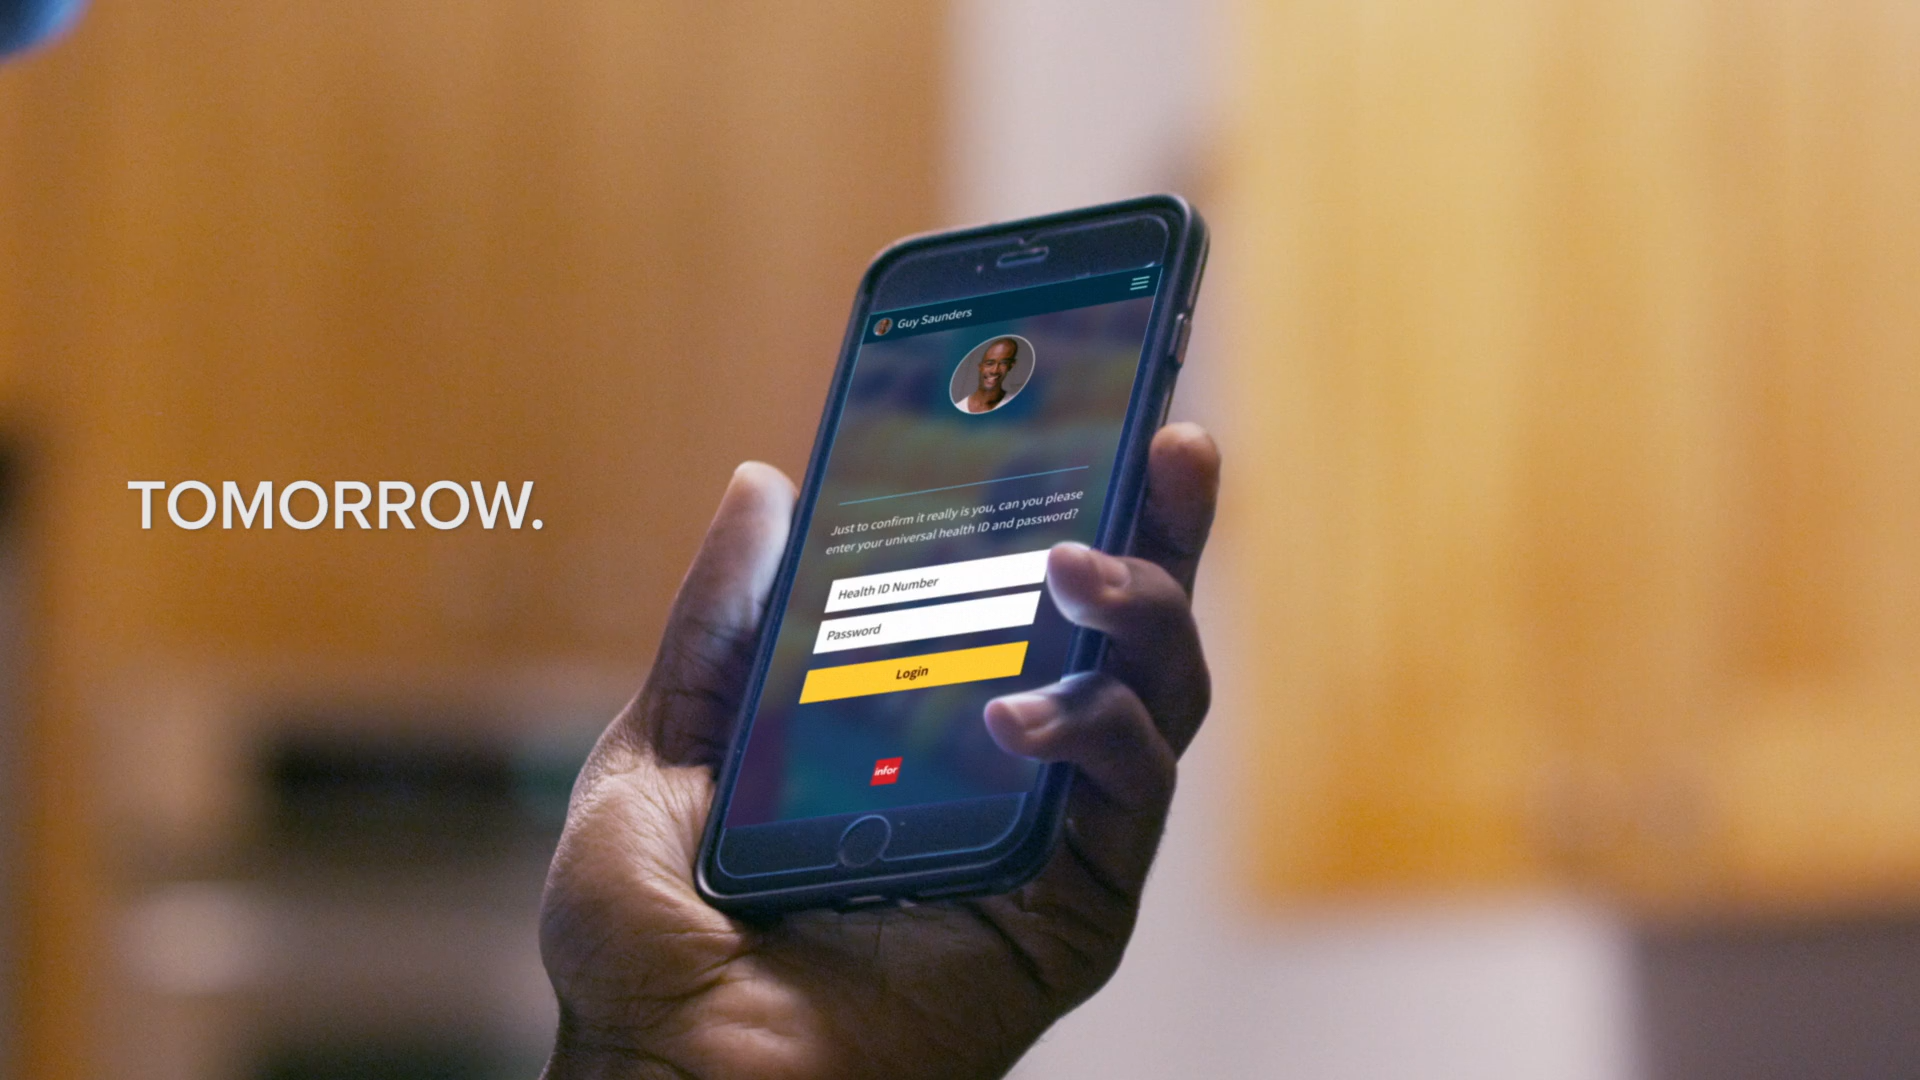 TOMORROW.
Guy Saunders
Just to confirm it really is you, can you please
enter your universal health ID and password?
Health ID Number
Password
Login
infor